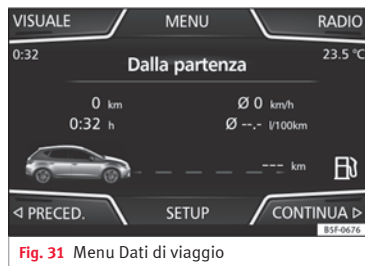 VISUALE MENU RADIO
0:32 Dalla partenza 23.5 °C
0 km Ø 0 km/h
0:32 h Ø --.- l/100km
--- km
◁ PRECED. SETUP CONTINUA ▷
BSF-0676
Fig. 31 Menu Dati di viaggio